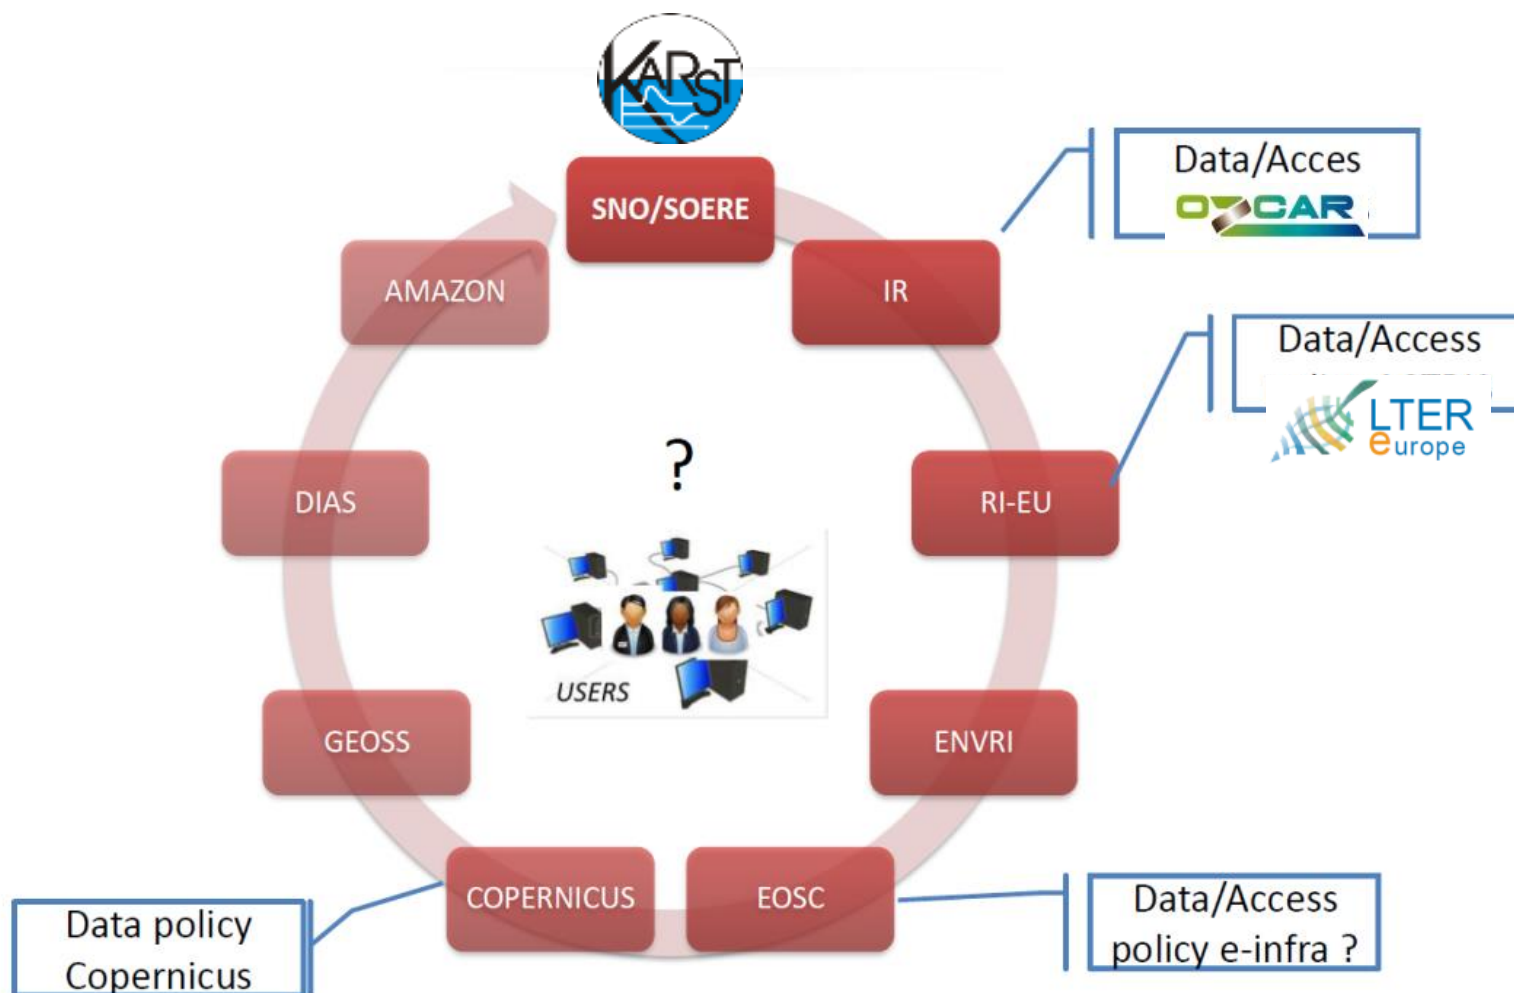 KARST
SNO/SOERE
Data/Acces
OZCAR
IR
AMAZON
Data/Access
LTER
europe
RI-EU
DIAS
?
USERS
ENVRI
GEOSS
EOSC
COPERNICUS
Data/Access
policy e-infra ?
Data policy
Copernicus